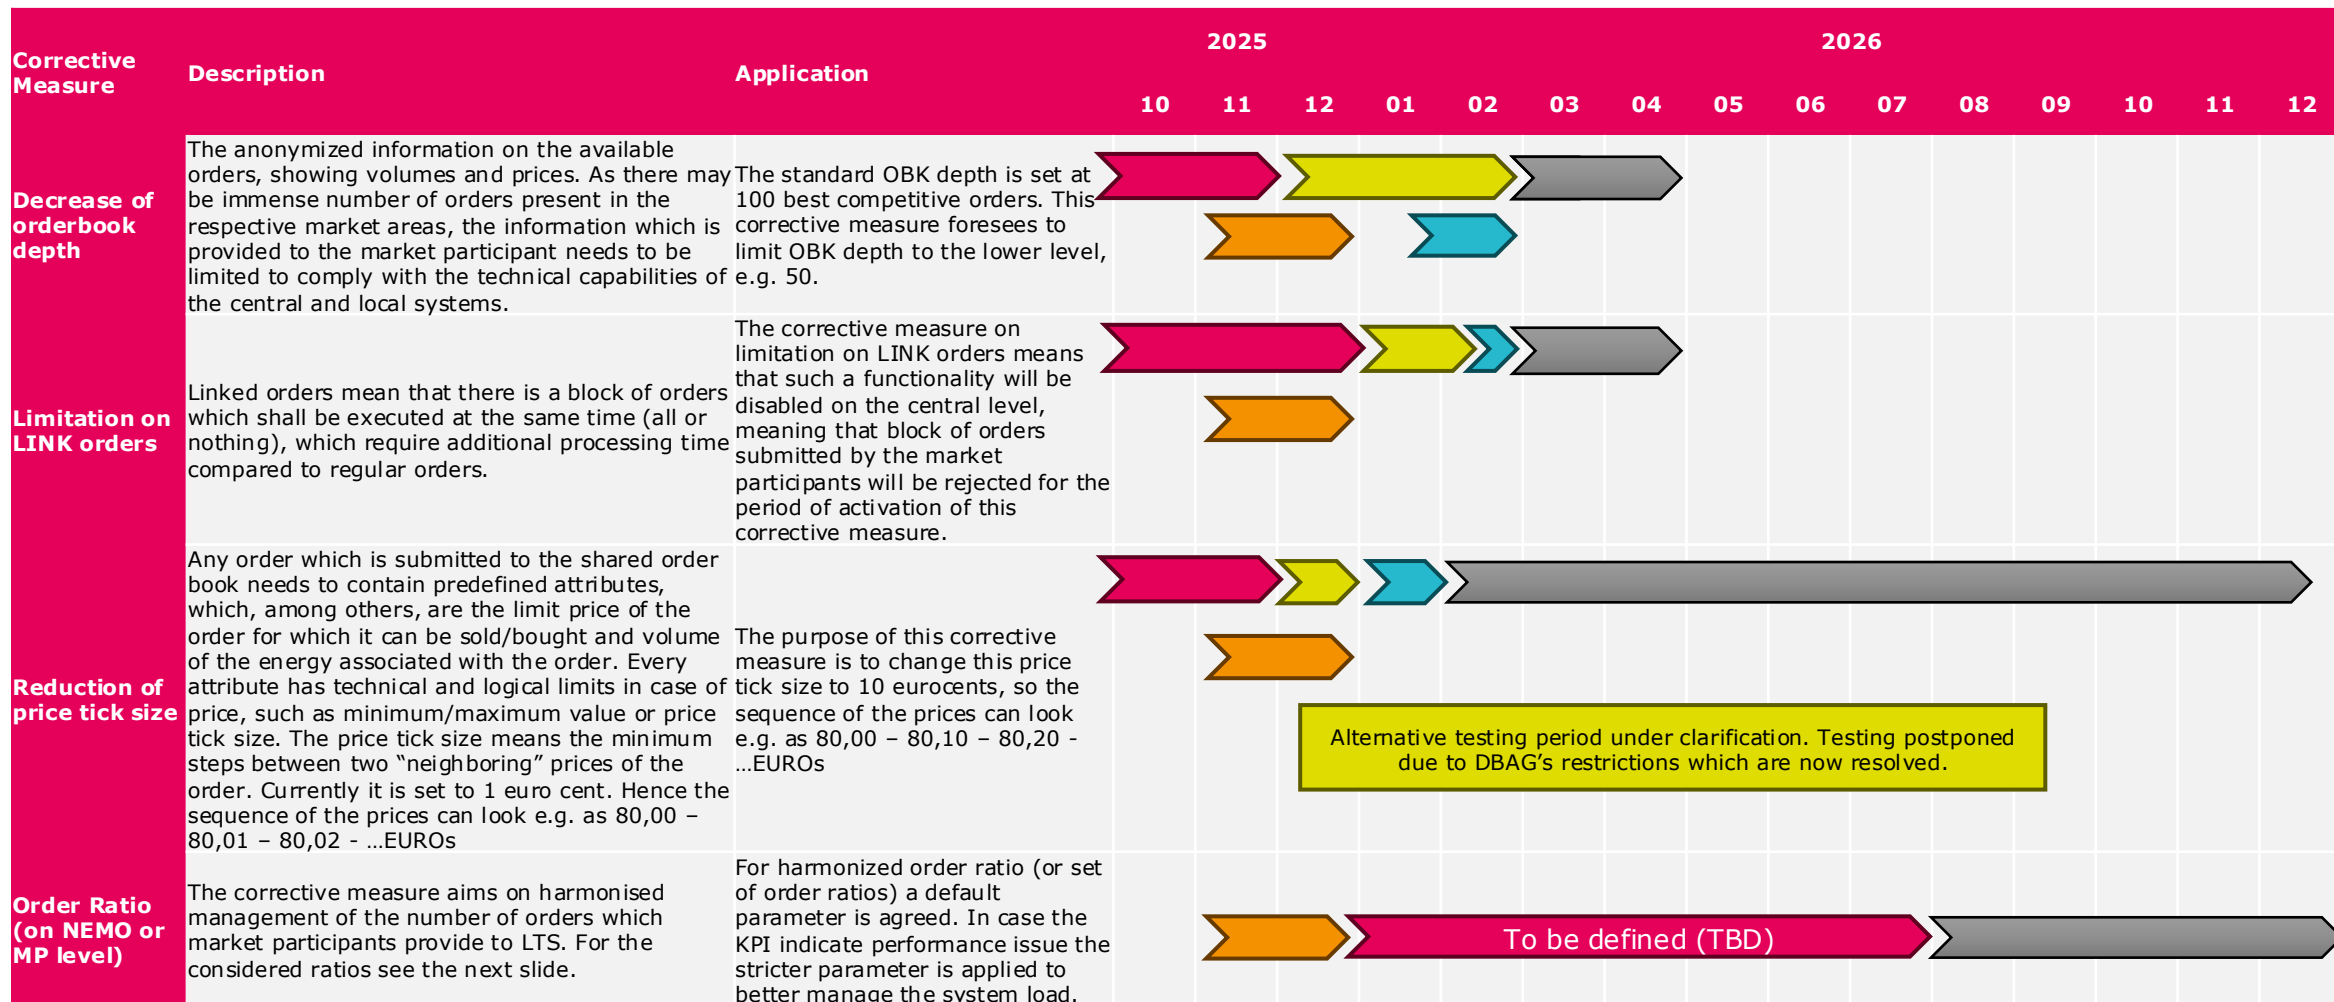 Corrective
Measure
Description
Application
2025
2026
10 11 12 01 02 03 04 05 06 07 08 09 10 11 12
Decrease of
orderbook
depth
The anonymized information on the available
orders, showing volumes and prices. As there may
be immense number of orders present in the
respective market areas, the information which is
provided to the market participant needs to be
limited to comply with the technical capabilities of
the central and local systems.
The standard OBK depth is set at
100 best competitive orders. This
corrective measure foresees to
limit OBK depth to the lower level,
e.g. 50.
Limitation on
LINK orders
Linked orders mean that there is a block of orders
which shall be executed at the same time (all or
nothing), which require additional processing time
compared to regular orders.
The corrective measure on
limitation on LINK orders means
that such a functionality will be
disabled on the central level,
meaning that block of orders
submitted by the market
participants will be rejected for the
period of activation of this
corrective measure.
Reduction of
price tick size
Any order which is submitted to the shared order
book needs to contain predefined attributes,
which, among others, are the limit price of the
order for which it can be sold/bought and volume
of the energy associated with the order. Every
attribute has technical and logical limits in case of
price, such as minimum/maximum value or price
tick size. The price tick size means the minimum
steps between two “neighboring” prices of the
order. Currently it is set to 1 euro cent. Hence the
sequence of the prices can look e.g. as 80,00 –
80,01 – 80,02 - …EUROs
The purpose of this corrective
measure is to change this price
tick size to 10 eurocents, so the
sequence of the prices can look
e.g. as 80,00 – 80,10 – 80,20 -
…EUROs
Alternative testing period under clarification. Testing postponed
due to DBAG’s restrictions which are now resolved.
Order Ratio
(on NEMO or
MP level)
The corrective measure aims on harmonised
management of the number of orders which
market participants provide to LTS. For the
considered ratios see the next slide.
For harmonized order ratio (or set
of order ratios) a default
parameter is agreed. In case the
KPI indicate performance issue the
stricter parameter is applied to
better manage the system load.
To be defined (TBD)